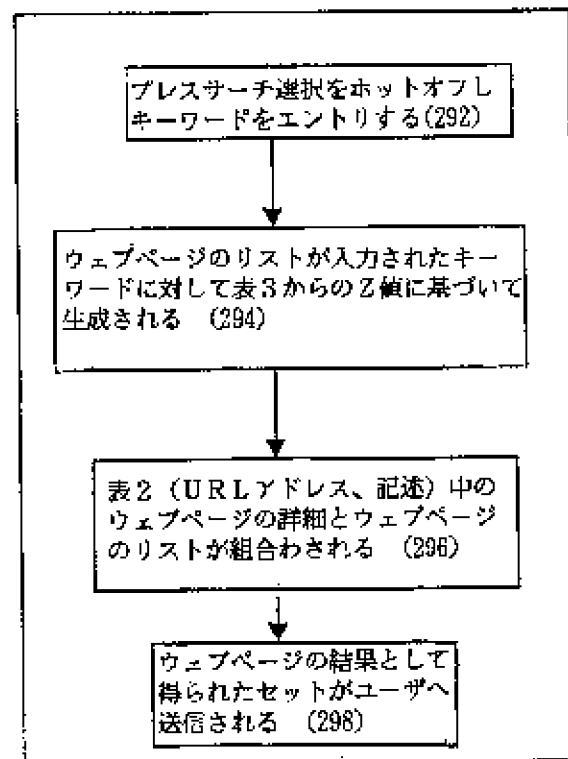 プレスサーチ選択をホットオフし
キーワードをエントリする(292)
ウェブページのリストが入力されたキー
ワードに対して表3からのZ値に基づいて
生成される (294)
表2 (URLアドレス、記述) 中の
ウェブページの詳細とウェブページ
のリストが組合わされる (296)
ウェブページの結果として
得られたセットがユーザへ
送信される (298)